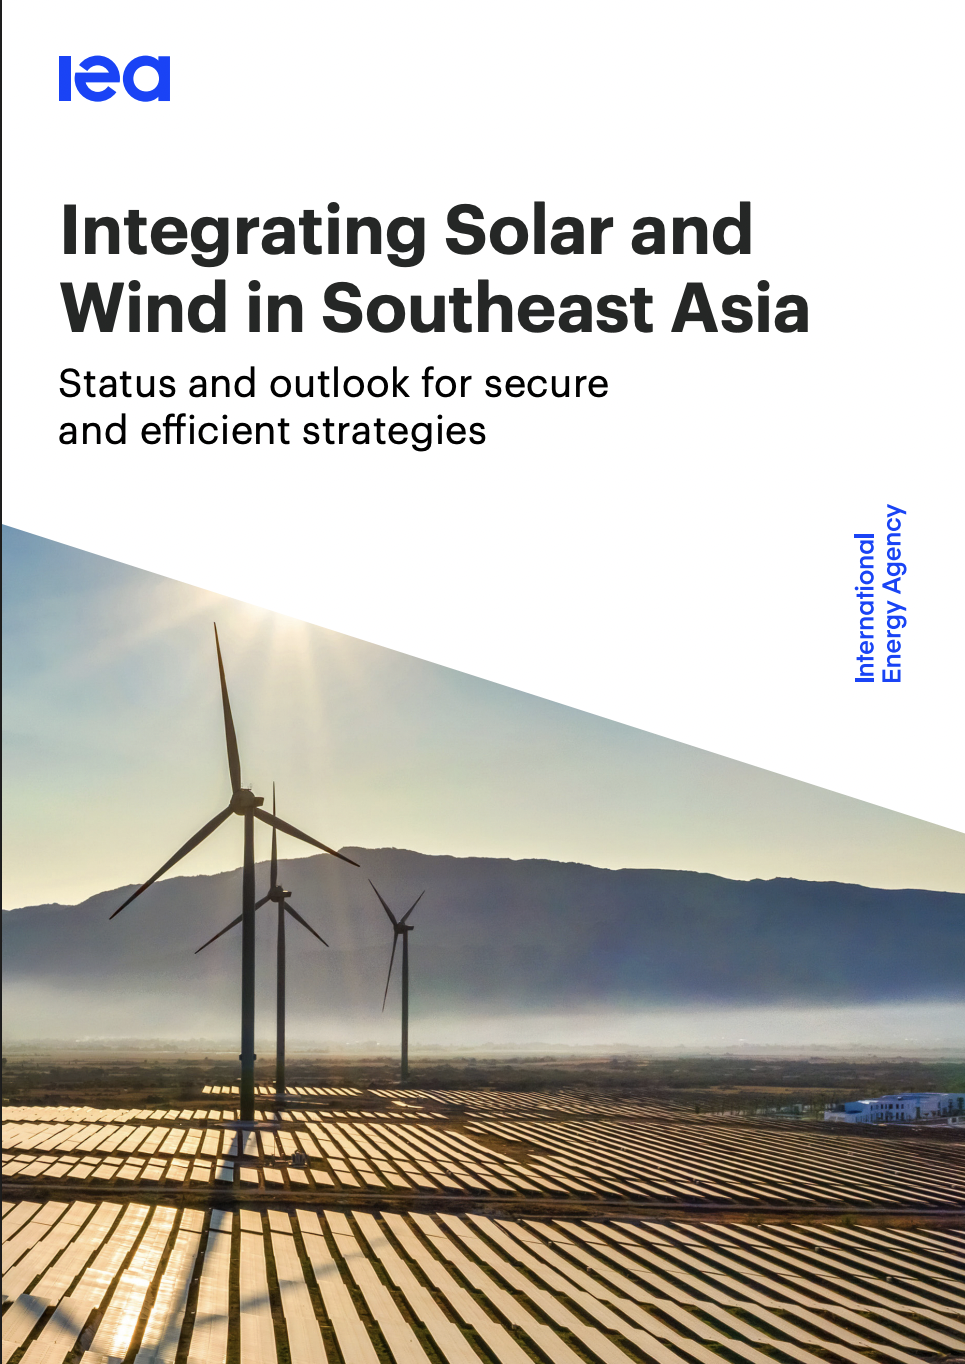 iea
Integrating Solar and
Wind in Southeast Asia
Status and outlook for secure
and efficient strategies
International
Energy Agency